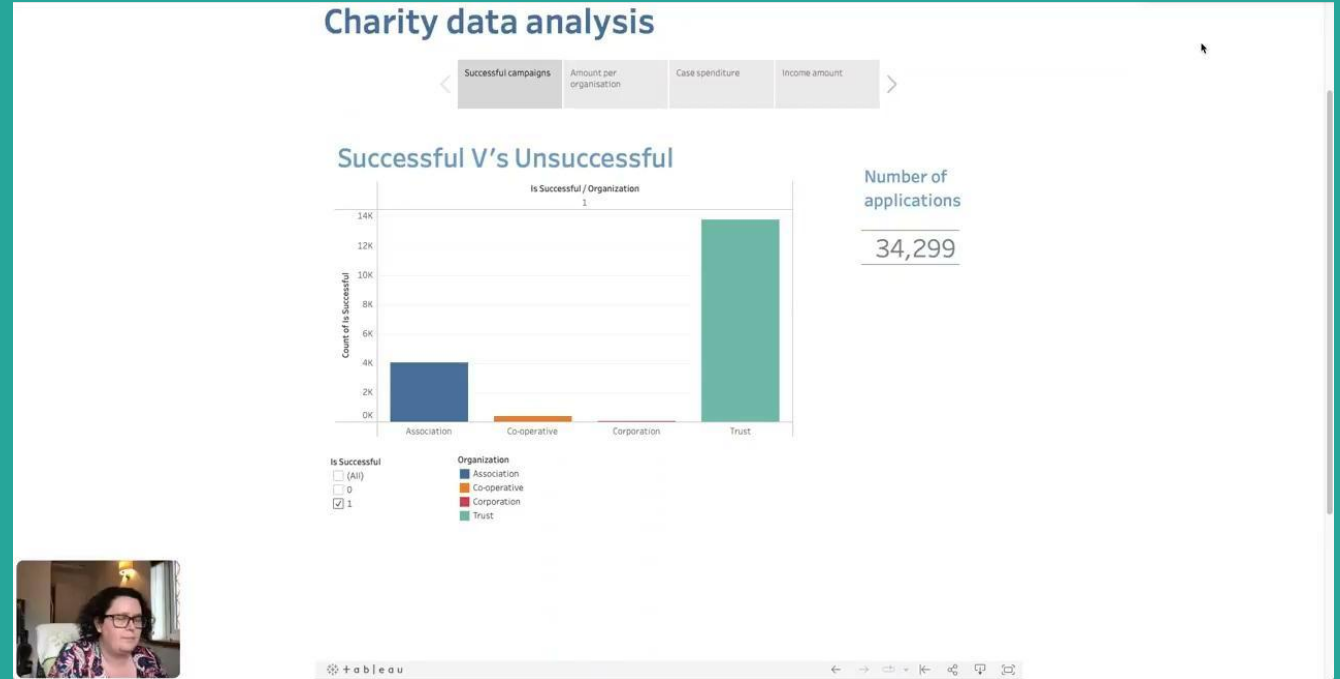 Charity data analysis
Successful campaigns
Amount per
organisation
Case spenditure
Income amount
Successful V's Unsuccessful
Is Successful / Organization
1
Number of
applications
34,299
Count of Is Successful
14K
12K
10K
8K
6K
4K
2K
0K
Association
Co-operative
Corporation
Trust
Is Successful
(All)
0
1
Organization
Association
Co-operative
Corporation
Trust
+ableau